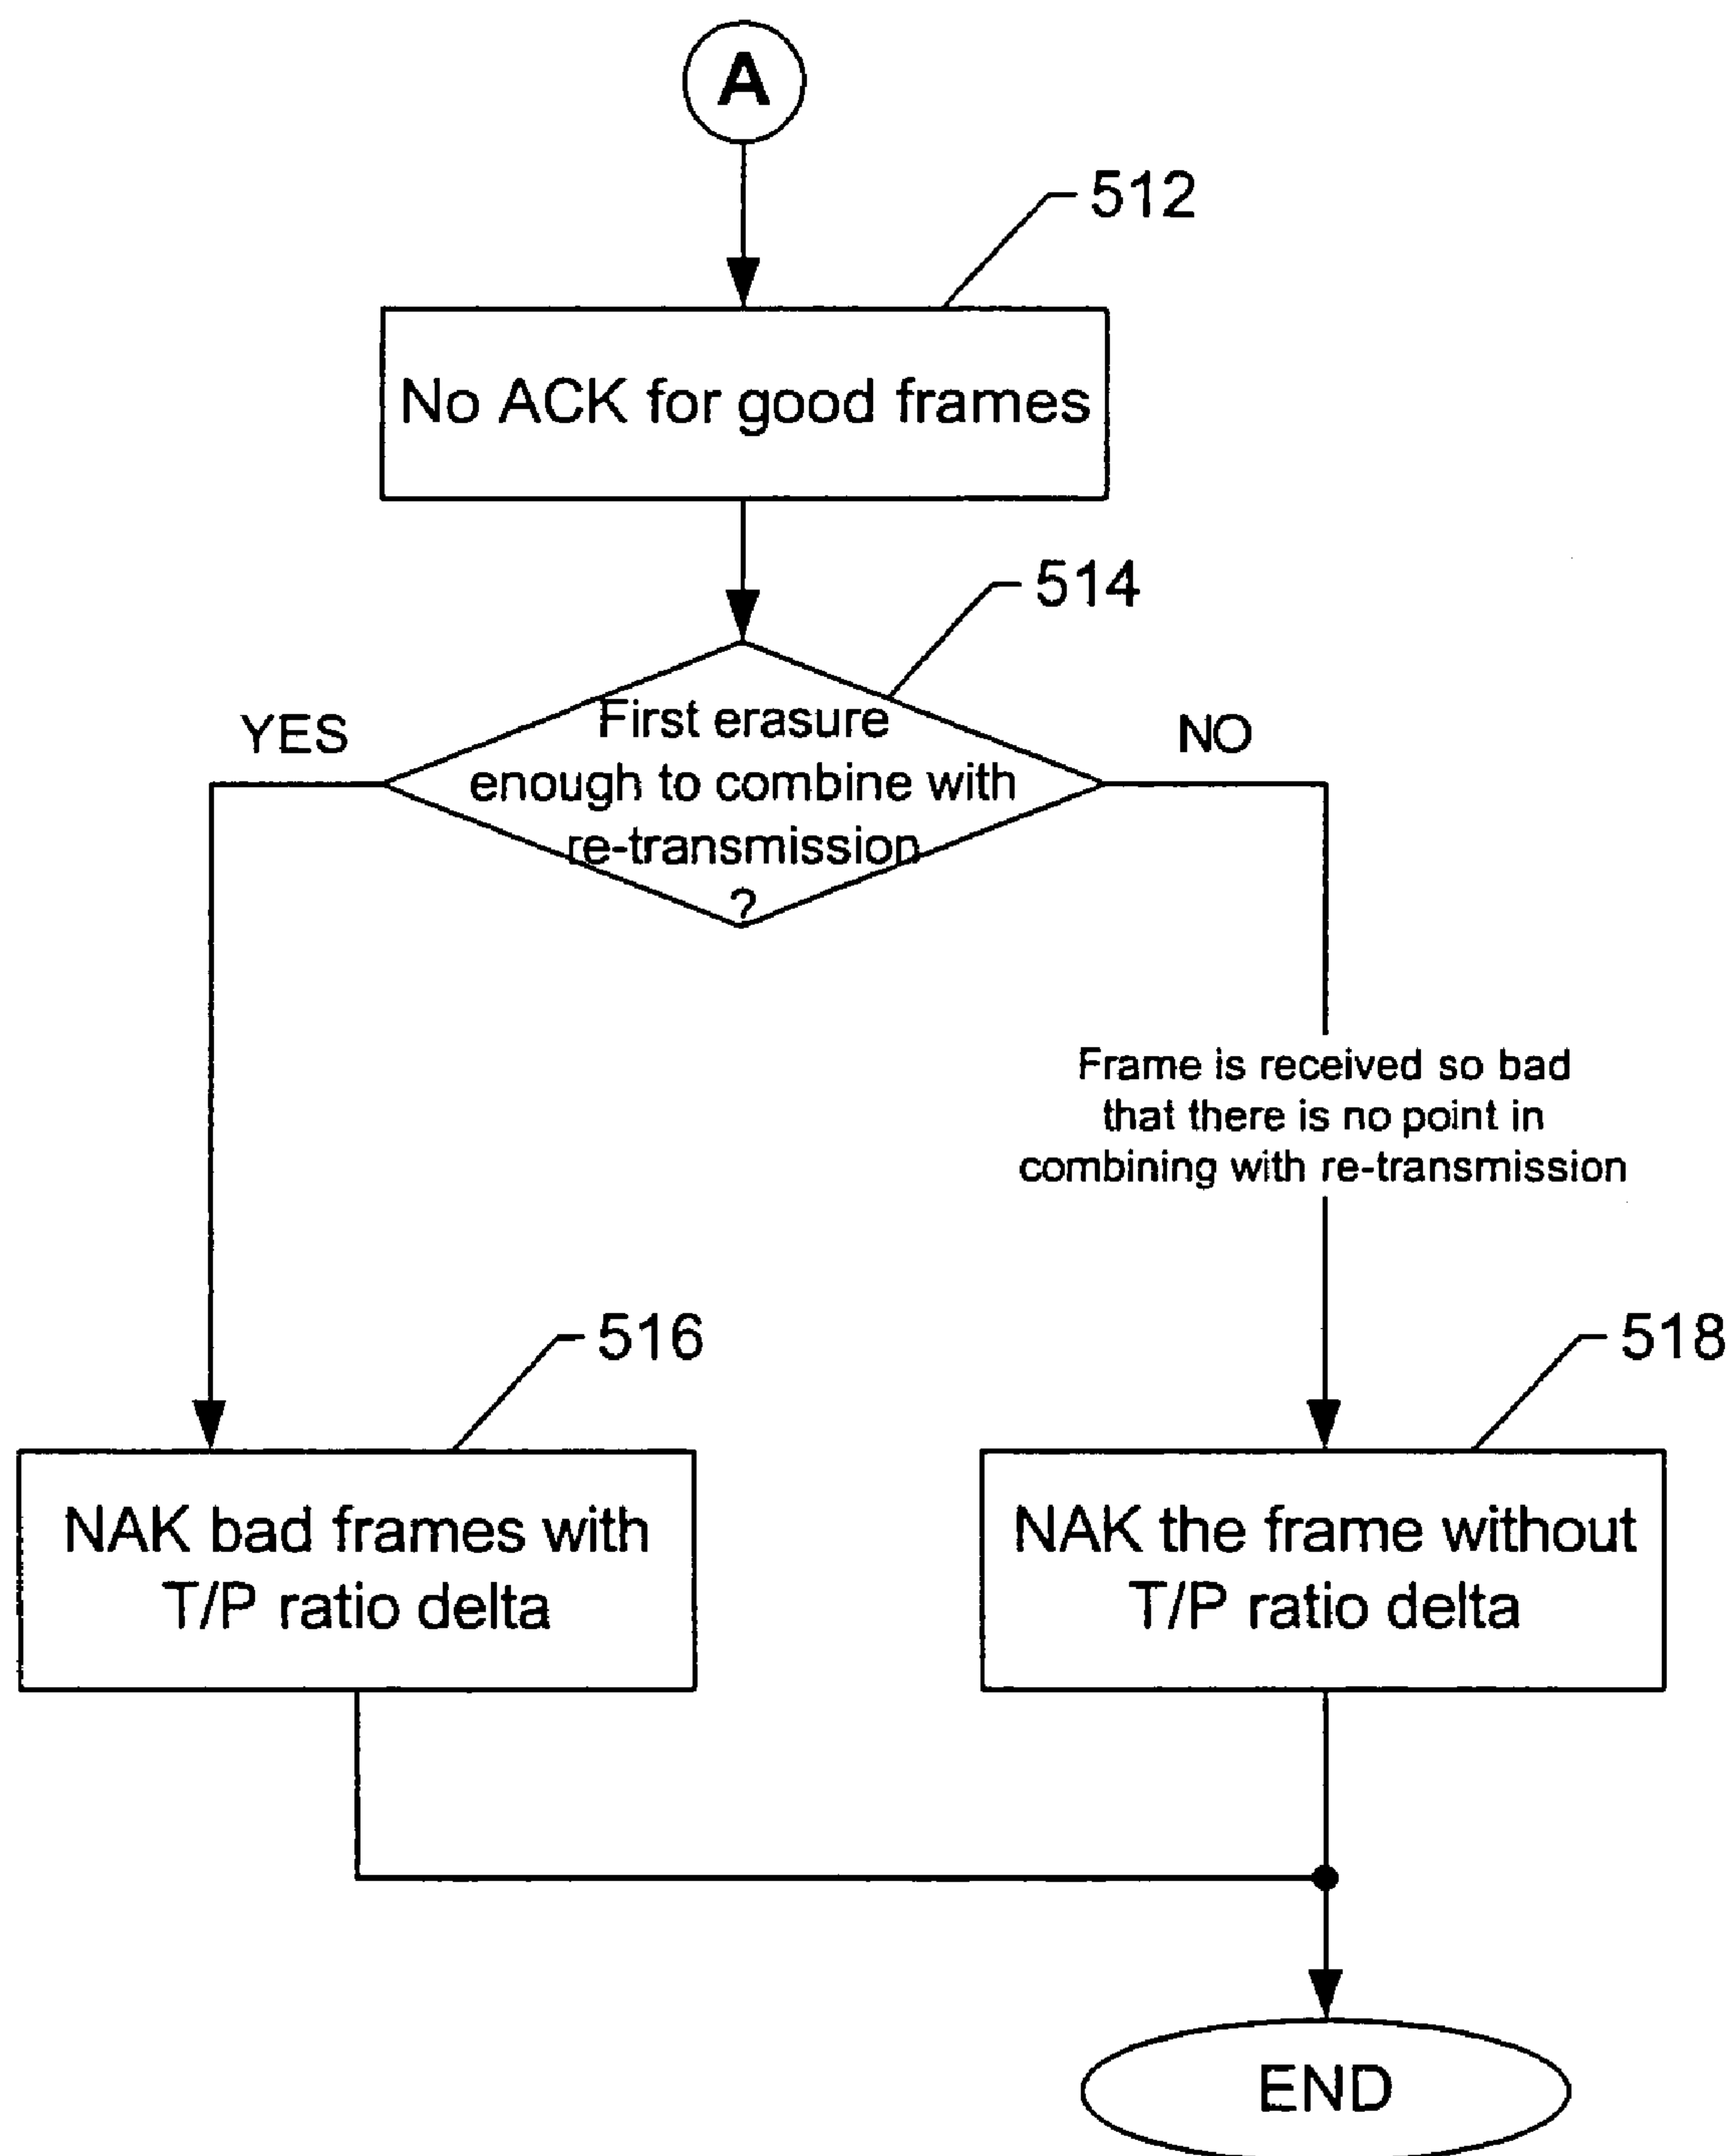 A
512
No ACK for good frames
514
YES
First erasure
enough to combine with
re-transmission
?
NO
Frame is received so bad
that there is no point in
combining with re-transmission
516
NAK bad frames with
T/P ratio delta
518
NAK the frame without
T/P ratio delta
END